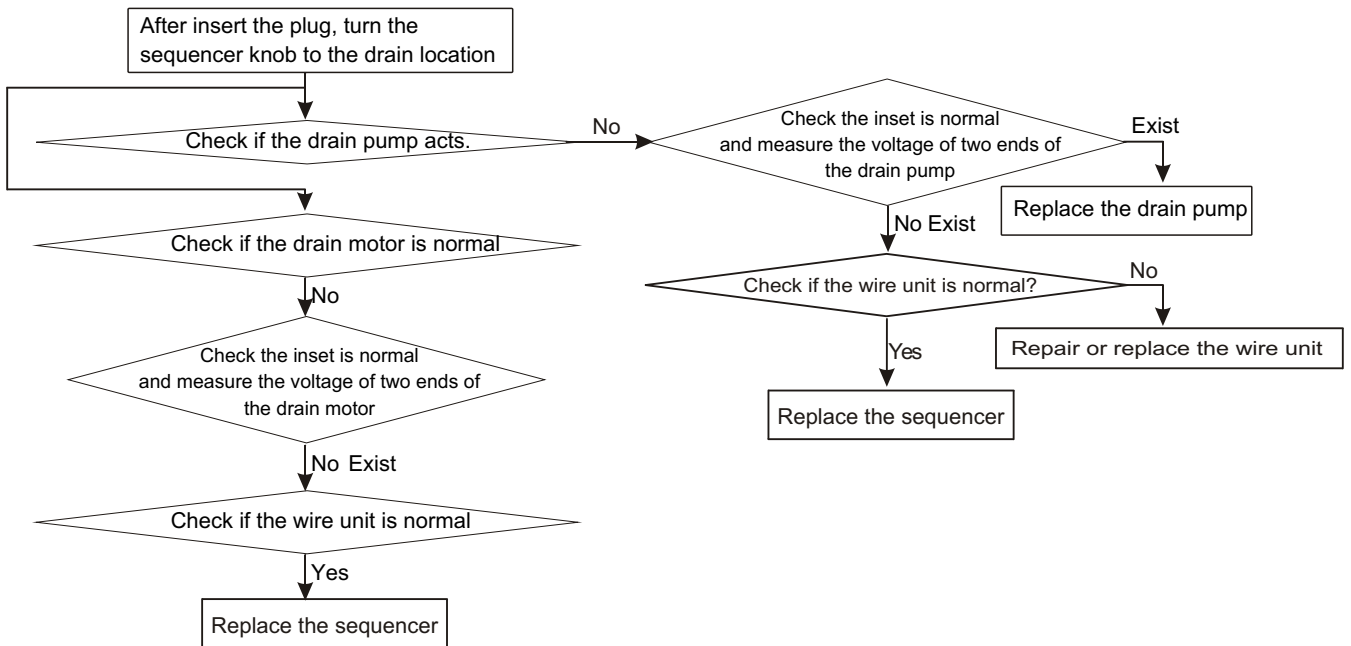 After insert the plug, turn the
sequencer knob to the drain location
Check if the drain pump acts.
No
Check the inset is normal
and measure the voltage of two ends of
the drain pump
Exist
Replace the drain pump
No Exist
Check if the wire unit is normal?
No
Repair or replace the wire unit
Yes
Replace the sequencer
Check if the drain motor is normal
No
Check the inset is normal
and measure the voltage of two ends of
the drain motor
No Exist
Check if the wire unit is normal
Yes
Replace the sequencer